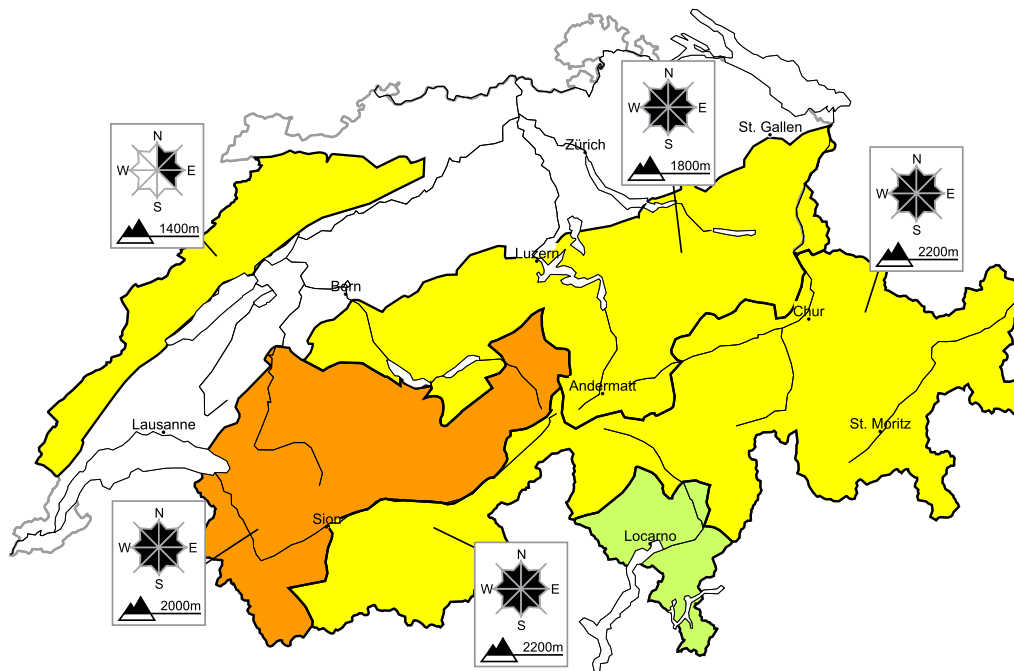 N
W E
S
1800m
St. Gallen
Zürich
N
W E
S
1400m
N
W E
S
2200m
Luzern
Bern
Chur
Andermatt
St. Moritz
Lausanne
Sion
Locarno
N
W E
S
2000m
N
W E
S
2200m